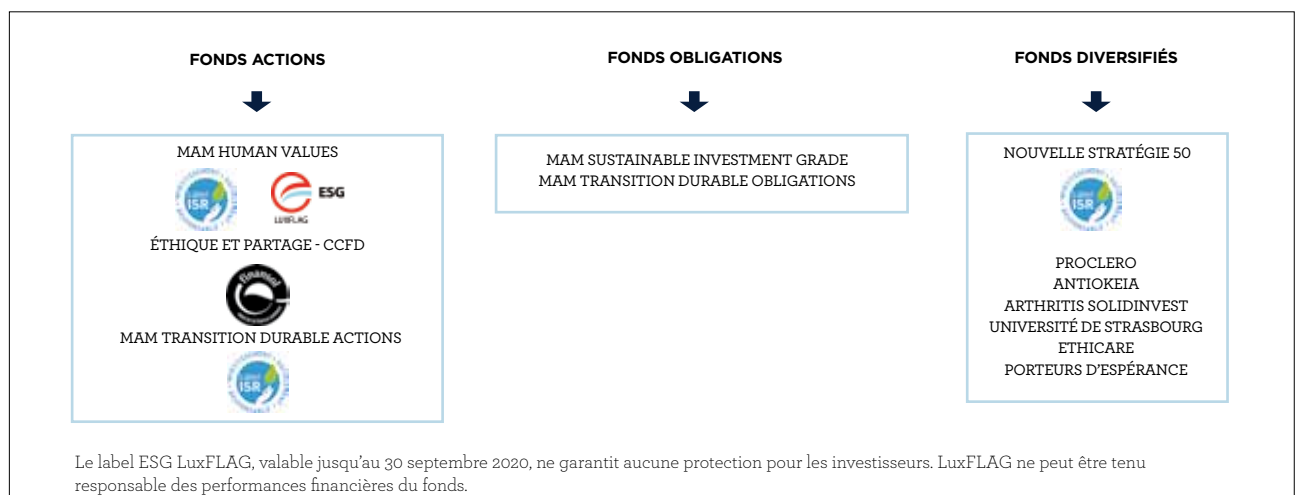 FONDS ACTIONS
MAM HUMAN VALUES
ISR
ESG
LUXFLAG
ÉTHIQUE ET PARTAGE - CCFD
finansol
MAM TRANSITION DURABLE ACTIONS
ISR
FONDS OBLIGATIONS
MAM SUSTAINABLE INVESTMENT GRADE
MAM TRANSITION DURABLE OBLIGATIONS
FONDS DIVERSIFIÉS
NOUVELLE STRATÉGIE 50
ISR
PROCLERO
ANTIOKEIA
ARTHRITIS SOLIDINVEST
UNIVERSITÉ DE STRASBOURG
ETHICARE
PORTEURS D'ESPÉRANCE
Le label ESG LuxFLAG, valable jusqu'au 30 septembre 2020, ne garantit aucune protection pour les investisseurs. LuxFLAG ne peut être tenu
responsable des performances financières du fonds.